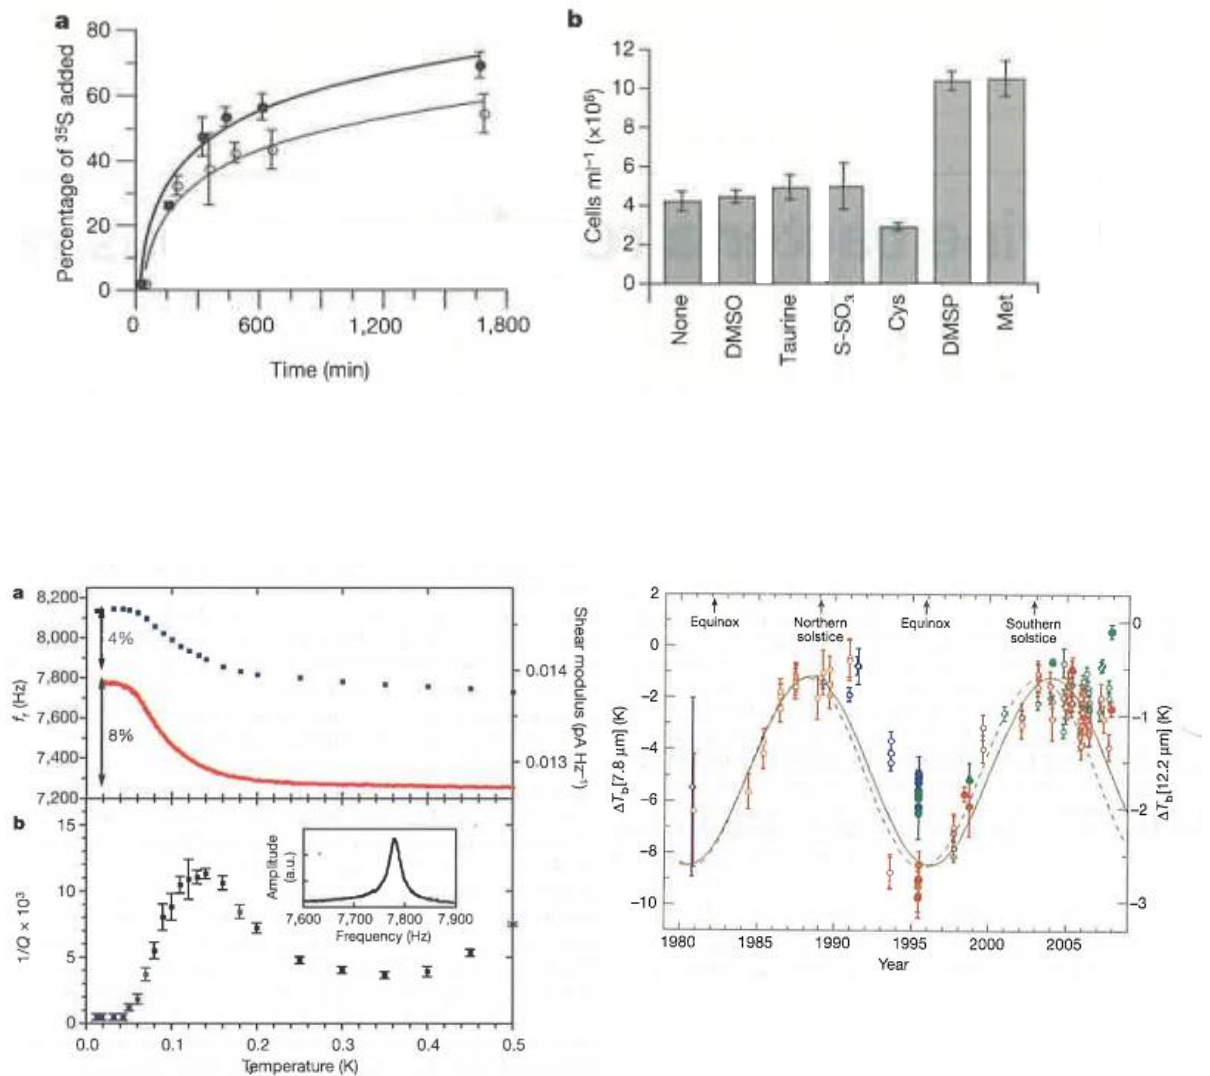 a
80
60
40
20
0
Percentage of ³⁵S added
0 600 1,200 1,800
Time (min)
b
12
10
8
6
4
2
0
Cells ml⁻¹ (×10⁶)
None DMSO Taurine S-SO₃ Cys DMSP Met
a
8,200
8,000
7,800
7,600
7,400
7,200
fᵣ (Hz)
4%
8%
0.014
0.013
Shear modulus (pA Hz⁻¹)
b
15
10
5
0
1/Q × 10³
Amplitude
(a.u.)
7,600 7,700 7,800 7,900
Frequency (Hz)
0.0 0.1 0.2 0.3 0.4 0.5
Temperature (K)
2
0
−2
−4
−6
−8
−10
ΔT_b[7.8 μm] (K)
Equinox
Northern
solstice
Equinox
Southern
solstice
0
−1
−2
−3
ΔT_b[12.2 μm] (K)
1980 1985 1990 1995 2000 2005
Year